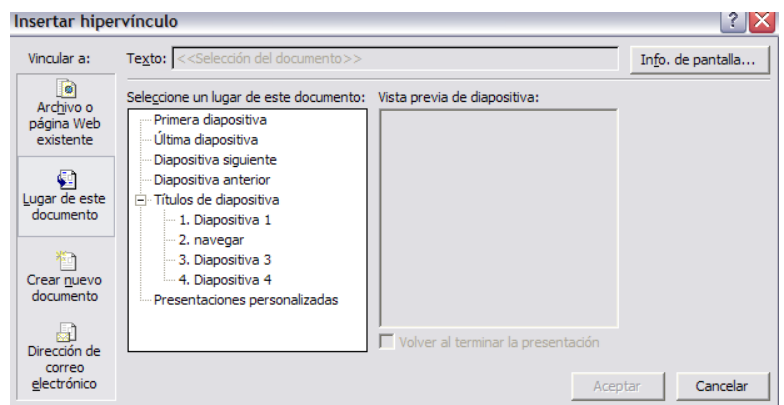 Insertar hipervínculo
Vincular a:
Texto: <<Selección del documento>>
Info. de pantalla...
Archivo o
página Web
existente
Lugar de este
documento
Crear nuevo
documento
Dirección de
correo
electrónico
Seleccione un lugar de este documento:
Primera diapositiva
Última diapositiva
Diapositiva siguiente
Diapositiva anterior
Títulos de diapositiva
1. Diapositiva 1
2. navegar
3. Diapositiva 3
4. Diapositiva 4
Presentaciones personalizadas
Vista previa de diapositiva:
Volver al terminar la presentación
Aceptar
Cancelar